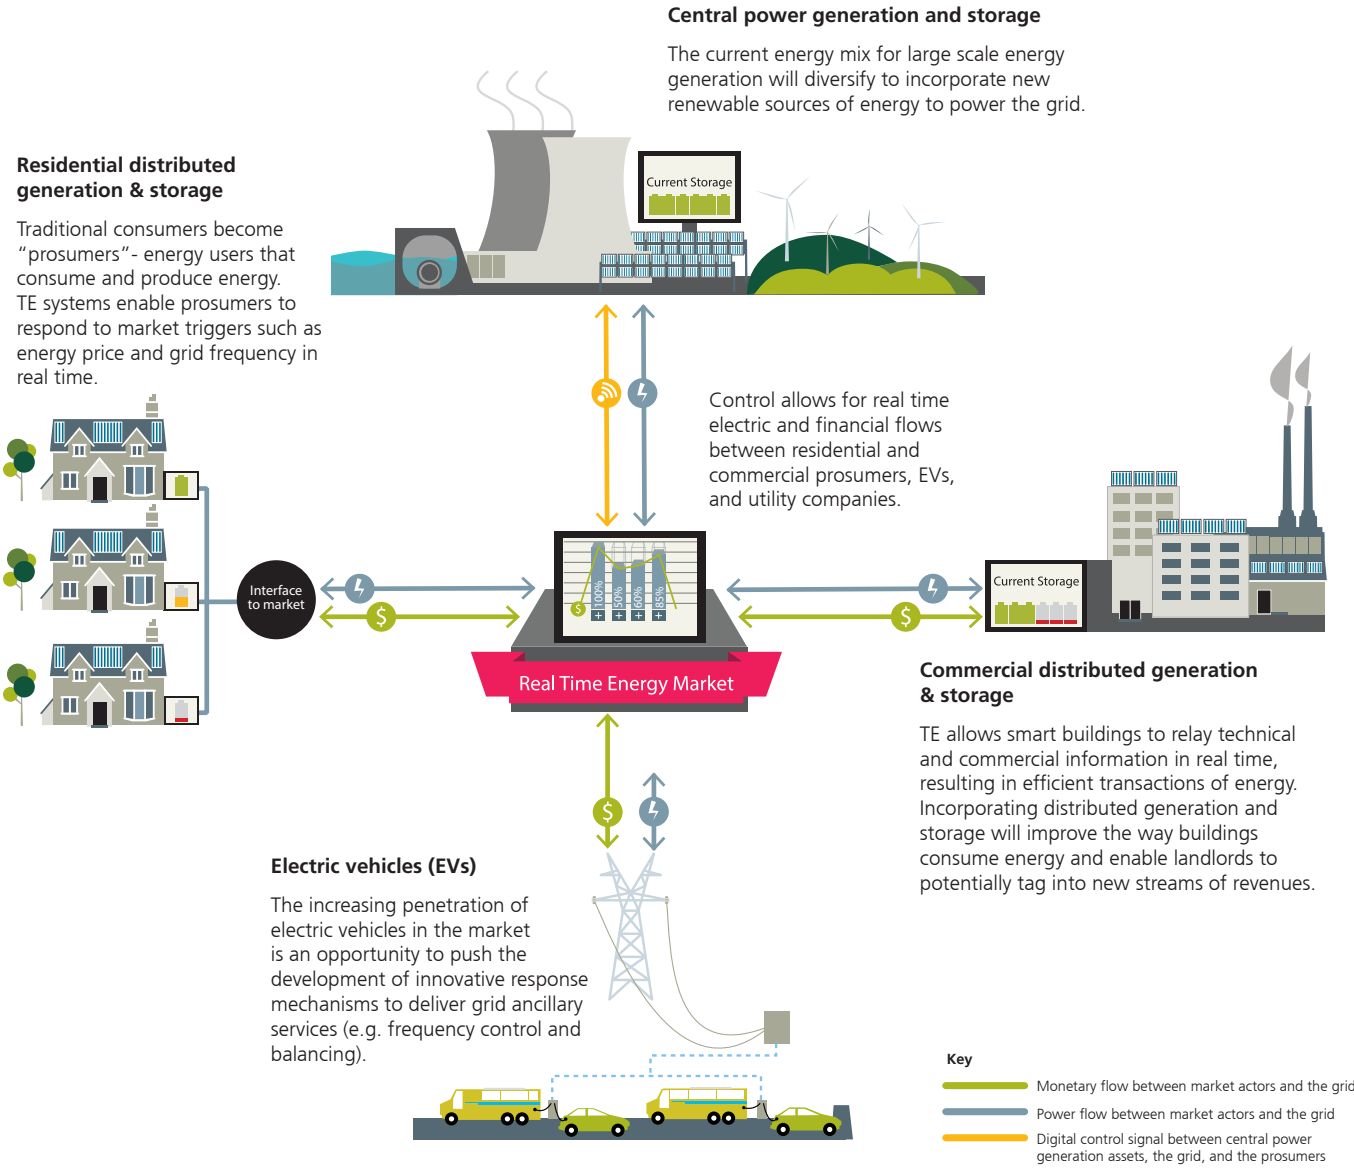 Central power generation and storage
The current energy mix for large scale energy
generation will diversify to incorporate new
renewable sources of energy to power the grid.
Current Storage
Residential distributed
generation & storage
Traditional consumers become
“prosumers”- energy users that
consume and produce energy.
TE systems enable prosumers to
respond to market triggers such as
energy price and grid frequency in
real time.
Control allows for real time
electric and financial flows
between residential and
commercial prosumers, EVs,
and utility companies.
Interface
to market
$
$
+ 100%
+ 50%
+ 60%
+ 85%
$
Real Time Energy Market
Current Storage
Commercial distributed generation
& storage
TE allows smart buildings to relay technical
and commercial information in real time,
resulting in efficient transactions of energy.
Incorporating distributed generation and
storage will improve the way buildings
consume energy and enable landlords to
potentially tag into new streams of revenues.
$
Electric vehicles (EVs)
The increasing penetration of
electric vehicles in the market
is an opportunity to push the
development of innovative response
mechanisms to deliver grid ancillary
services (e.g. frequency control and
balancing).
Key
Monetary flow between market actors and the grid
Power flow between market actors and the grid
Digital control signal between central power
generation assets, the grid, and the prosumers